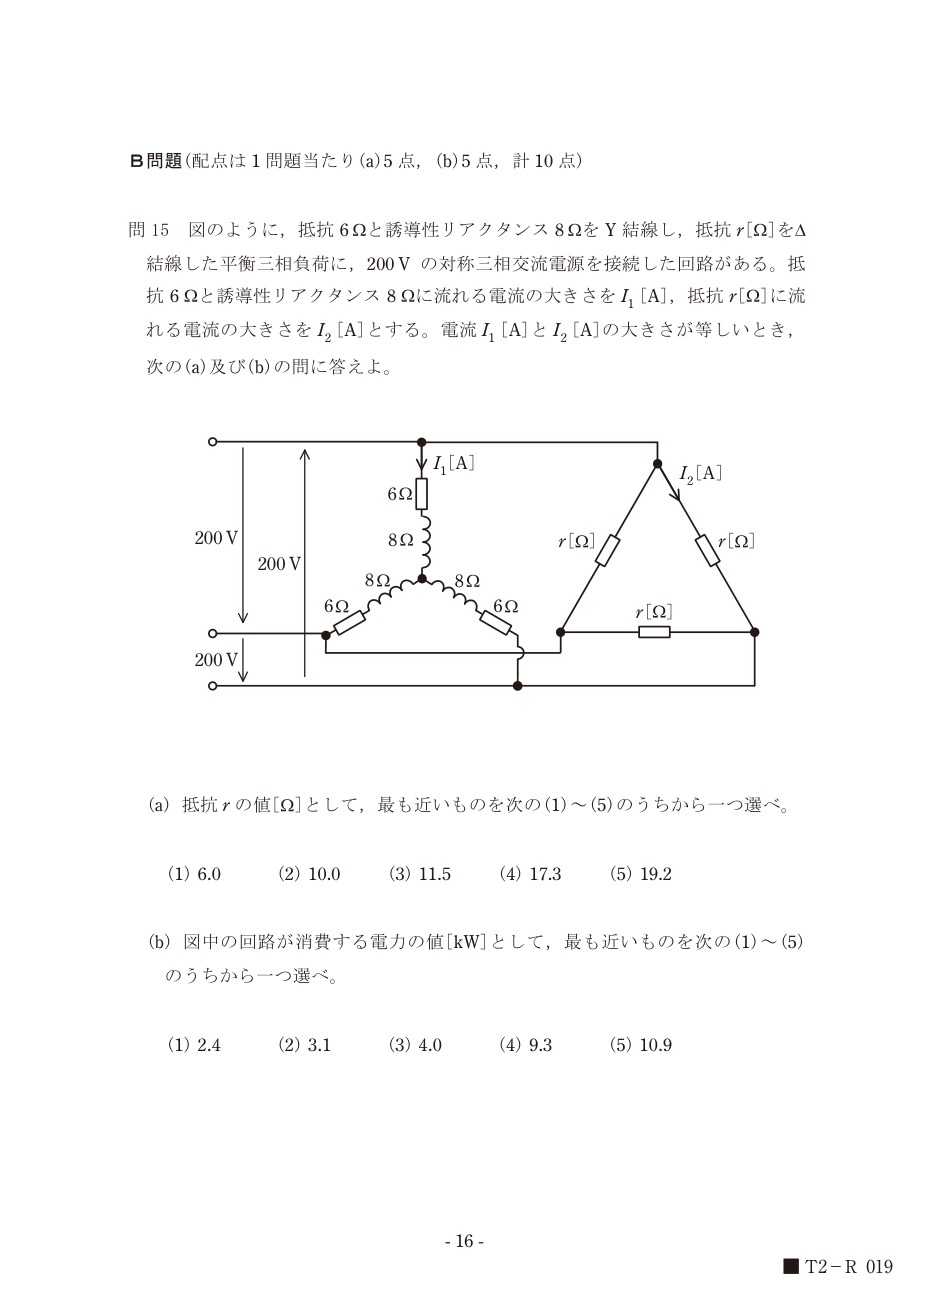 B問題(配点は1問題当たり(a)5点，(b)5点，計10点)
問15　図のように，抵抗6Ωと誘導性リアクタンス8ΩをY結線し，抵抗r[Ω]をΔ
結線した平衡三相負荷に，200 V の対称三相交流電源を接続した回路がある。抵
抗6Ωと誘導性リアクタンス8Ωに流れる電流の大きさをI₁[A]，抵抗r[Ω]に流
れる電流の大きさをI₂[A]とする。電流I₁[A]とI₂[A]の大きさが等しいとき，
次の(a)及び(b)の問に答えよ。
I₁[A]
I₂[A]
6Ω
200 V
8Ω
r[Ω]
r[Ω]
200 V
8Ω
8Ω
6Ω
6Ω
r[Ω]
200 V
(a) 抵抗rの値[Ω]として，最も近いものを次の(1)～(5)のうちから一つ選べ。
(1) 6.0　(2) 10.0　(3) 11.5　(4) 17.3　(5) 19.2
(b) 図中の回路が消費する電力の値[kW]として，最も近いものを次の(1)～(5)
のうちから一つ選べ。
(1) 2.4　(2) 3.1　(3) 4.0　(4) 9.3　(5) 10.9
- 16 -
■ T2－R 019